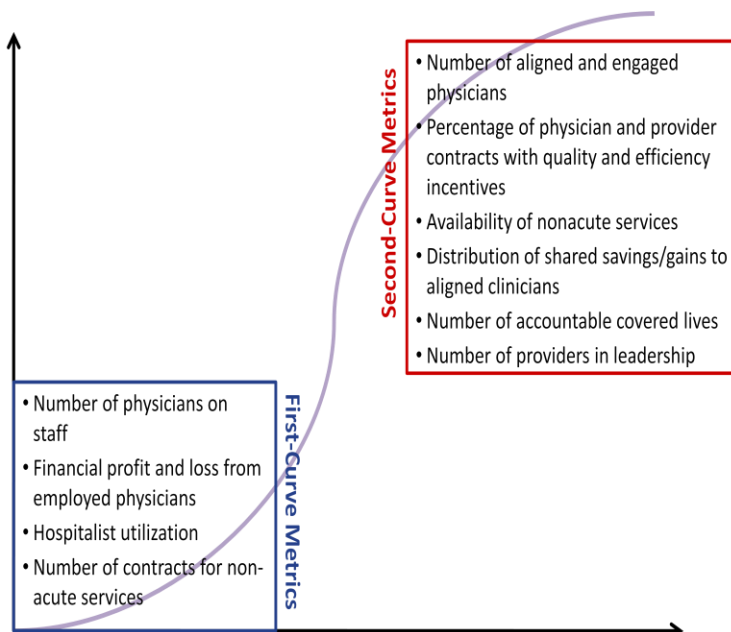 Second-Curve Metrics
• Number of aligned and engaged
physicians
• Percentage of physician and provider
contracts with quality and efficiency
incentives
• Availability of nonacute services
• Distribution of shared savings/gains to
aligned clinicians
• Number of accountable covered lives
• Number of providers in leadership
First-Curve Metrics
• Number of physicians on
staff
• Financial profit and loss from
employed physicians
• Hospitalist utilization
• Number of contracts for non-
acute services